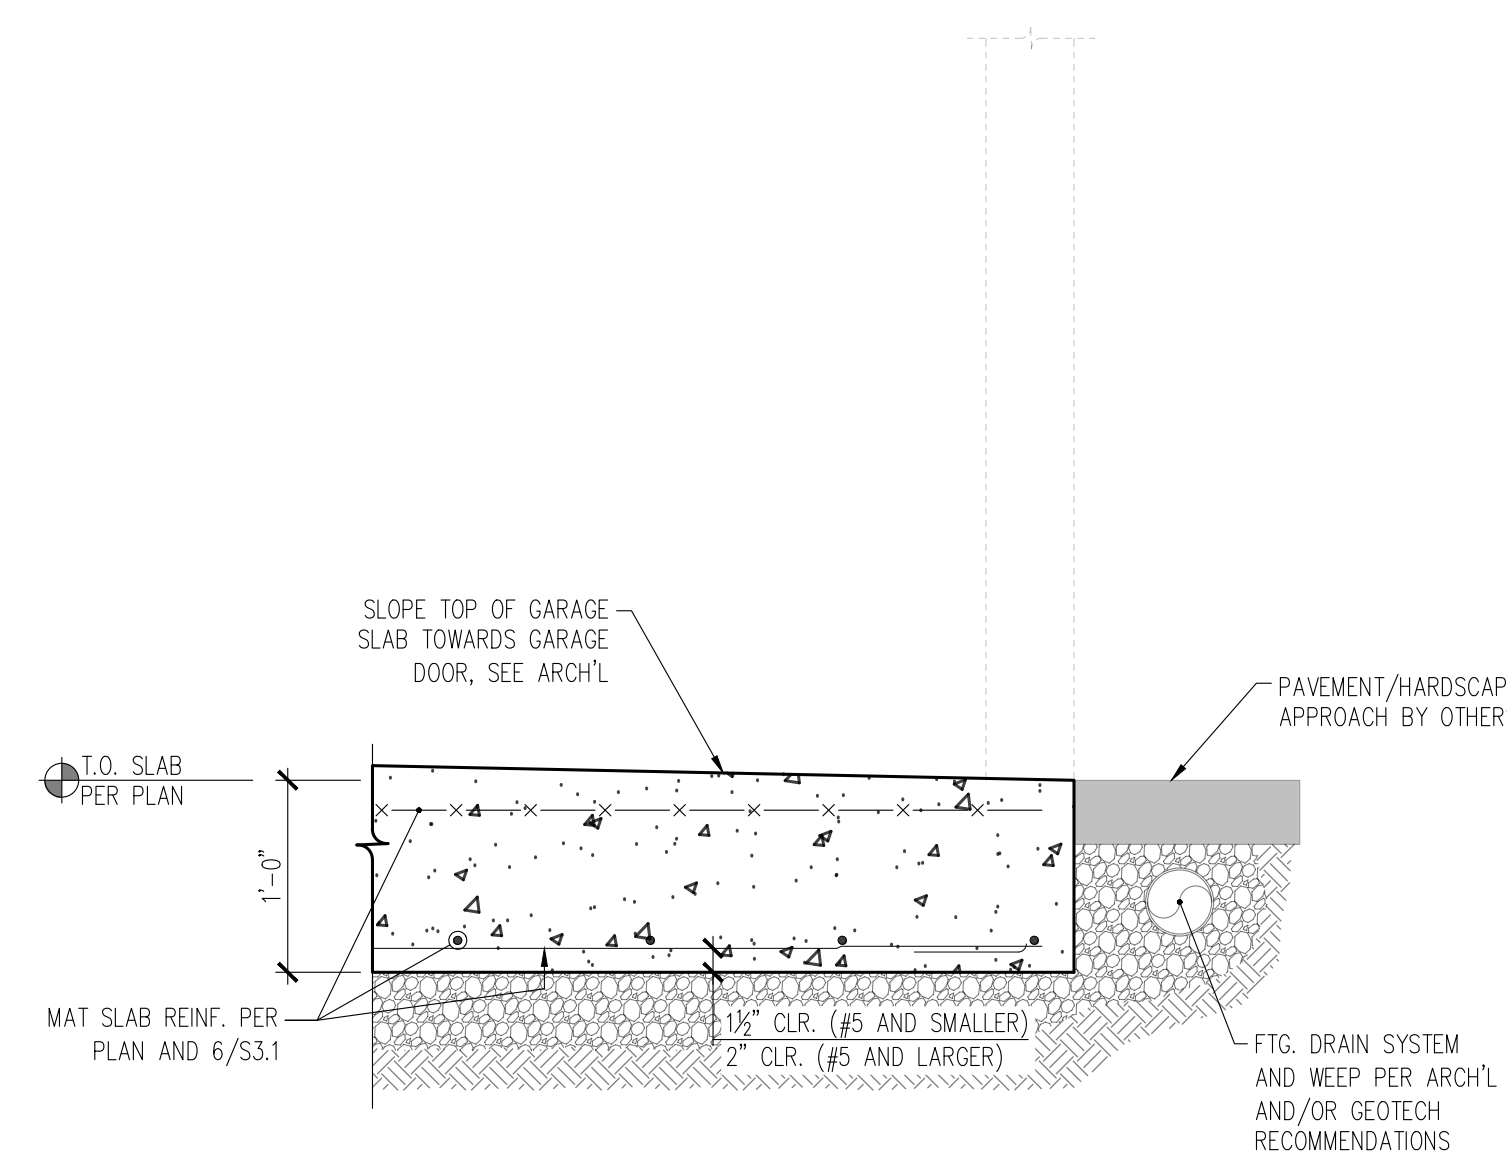 SLOPE TOP OF GARAGE
SLAB TOWARDS GARAGE
DOOR, SEE ARCH'L
PAVEMENT/HARDSCAP
APPROACH BY OTHER
T.O. SLAB
PER PLAN
1'-0"
MAT SLAB REINF. PER
PLAN AND 6/S3.1
1½" CLR. (#5 AND SMALLER)
2" CLR. (#5 AND LARGER)
FTG. DRAIN SYSTEM
AND WEEP PER ARCH'L
AND/OR GEOTECH
RECOMMENDATIONS